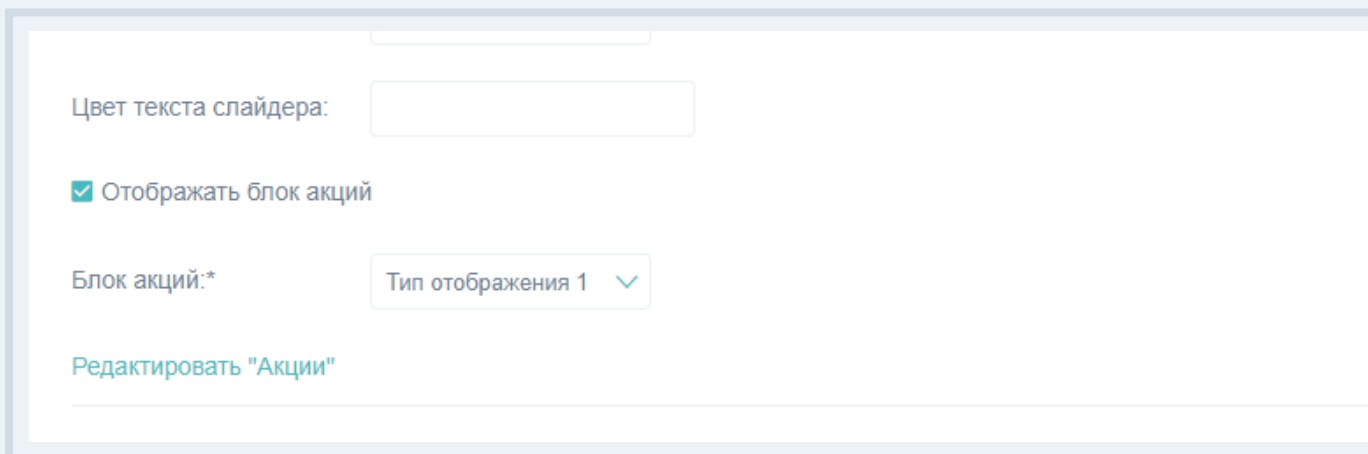 Цвет текста слайдера:
Отображать блок акций
Блок акций:* Тип отображения 1
Редактировать "Акции"